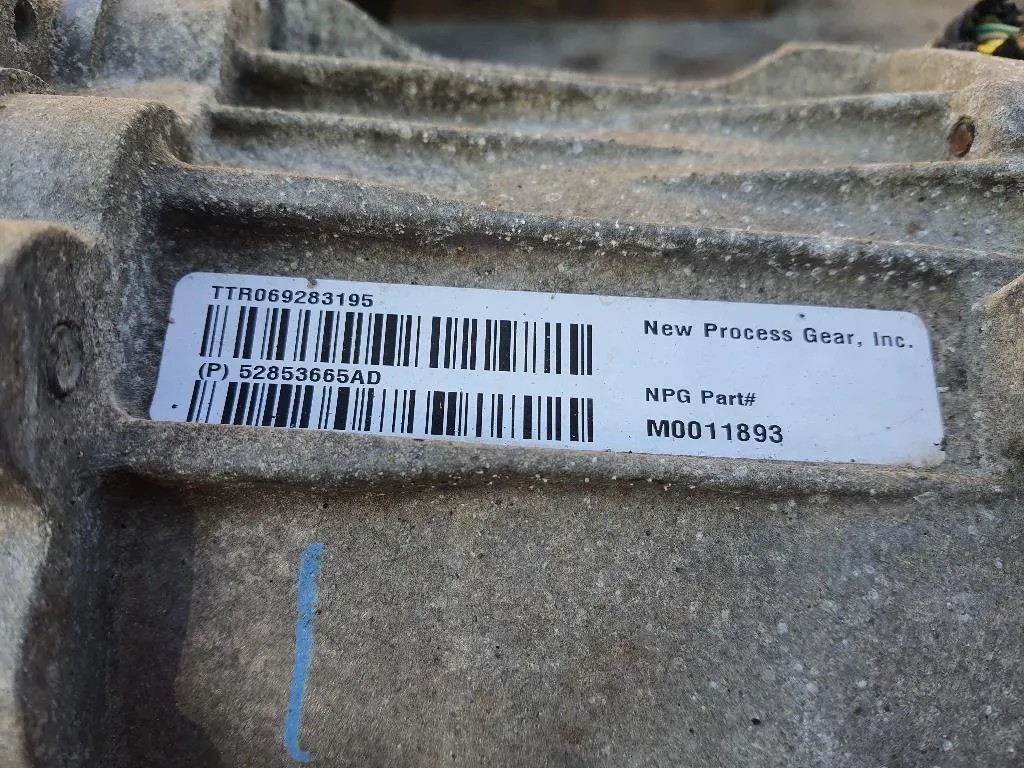 TTR069283195
(P) 52853665AD
New Process Gear, Inc.
NPG Part#
M0011893